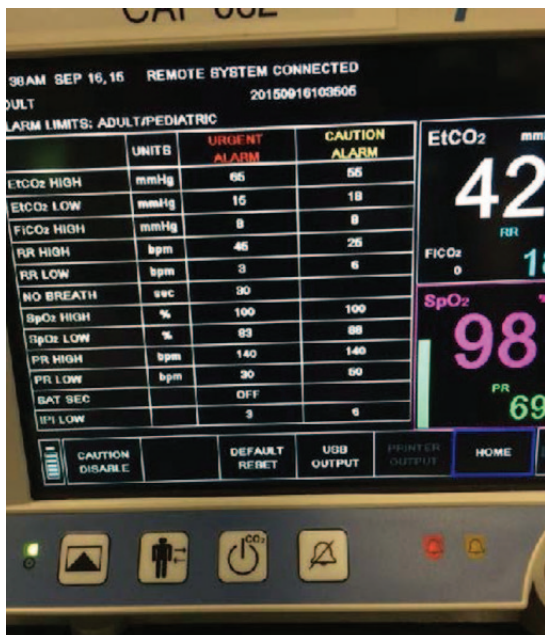 38AM SEP 16,15 REMOTE SYSTEM CONNECTED
DULT 20150916103505
LARM LIMITS: ADULT/PEDIATRIC
UNITS URGENT ALARM CAUTION ALARM
EtCO2 HIGH mmHg 65 55
EtCO2 LOW mmHg 15 18
FiCO2 HIGH mmHg 8 8
RR HIGH bpm 45 25
RR LOW bpm 3 6
NO BREATH sec 30
SpO2 HIGH % 100 100
SpO2 LOW % 83 88
PR HIGH bpm 140 140
PR LOW bpm 30 50
SAT SEC OFF
IPI LOW 3 6
EtCO2 mm
42
RR
FiCO2
0
SpO2 %
98
PR
69
CAUTION DISABLE
DEFAULT RESET
USB OUTPUT
PRINTER OUTPUT
HOME
CO2